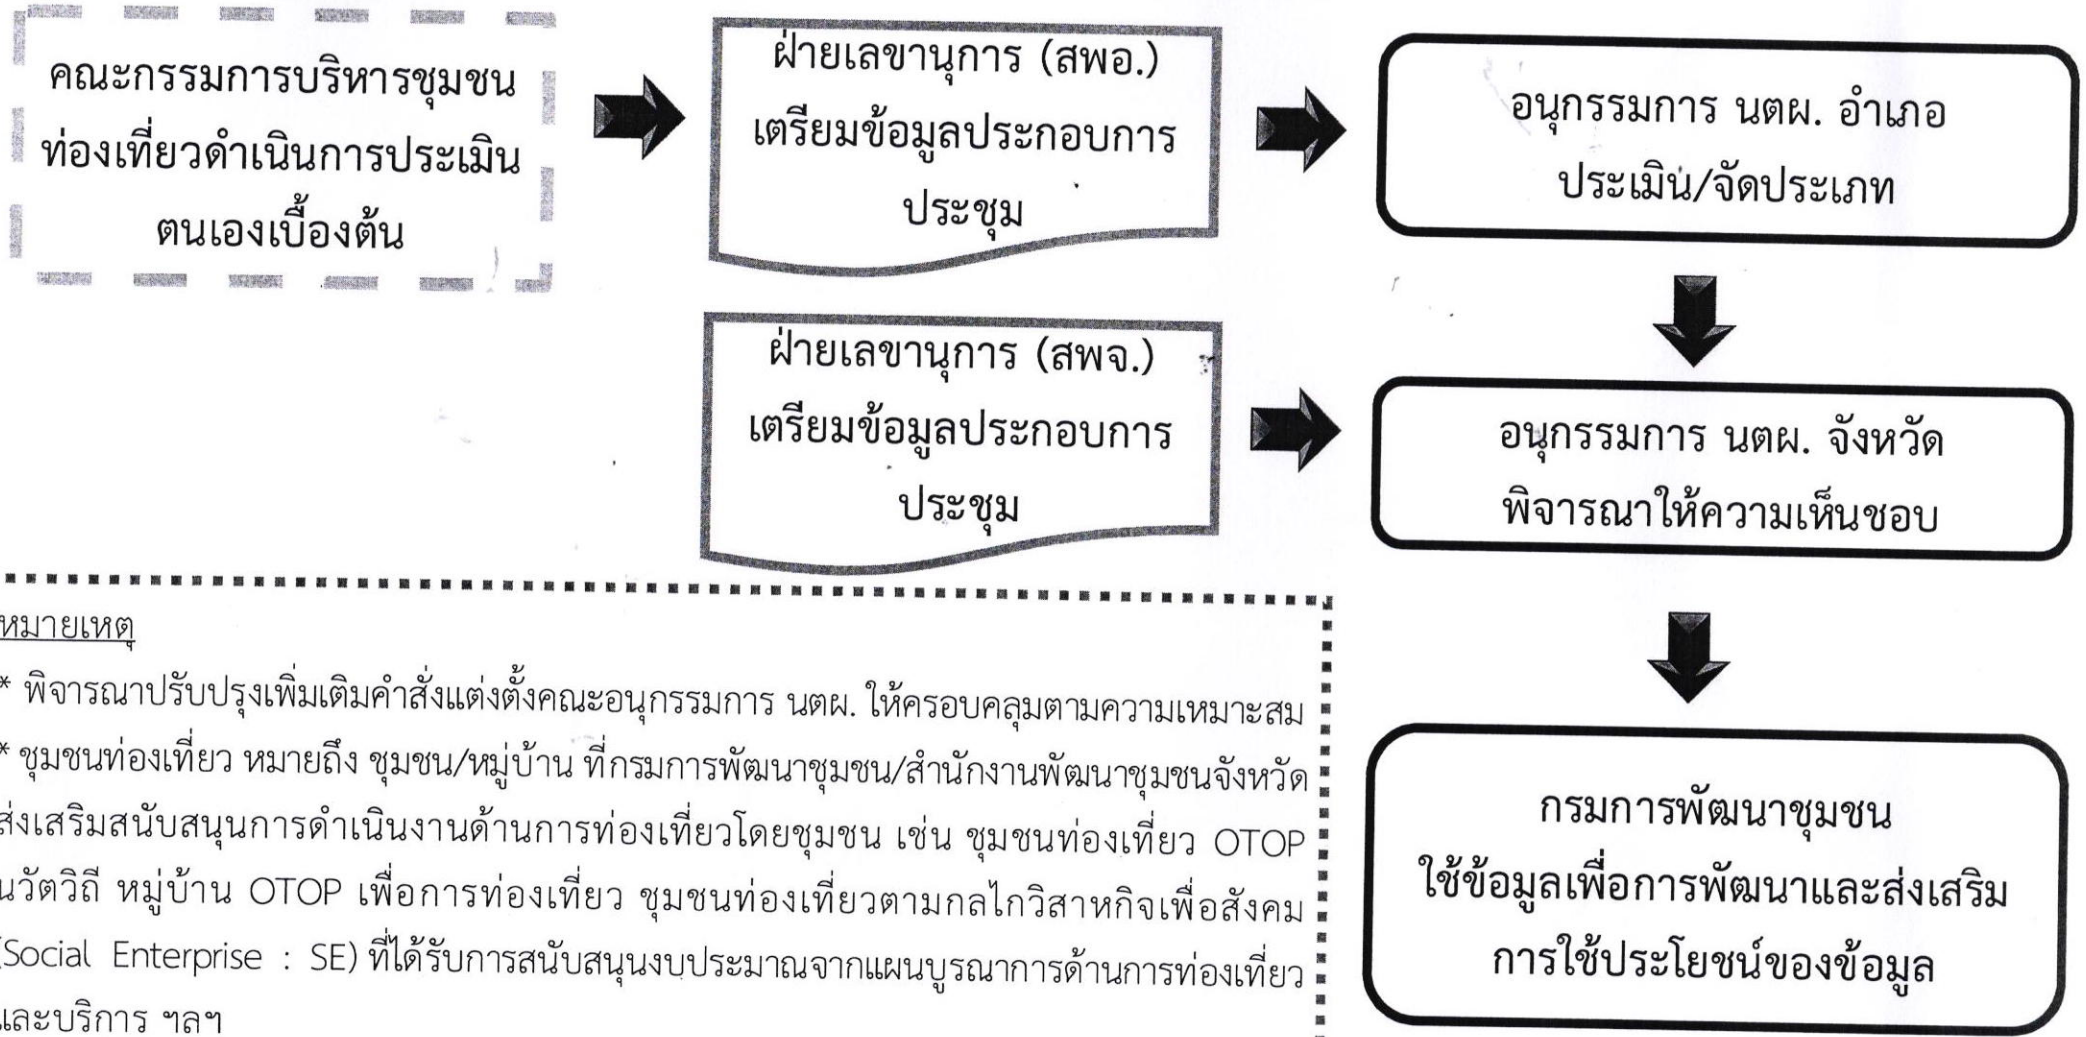 คณะกรรมการบริหารชุมชน
ท่องเที่ยวดำเนินการประเมิน
ตนเองเบื้องต้น
ฝ่ายเลขานุการ (สพอ.)
เตรียมข้อมูลประกอบการ
ประชุม
อนุกรรมการ นตผ. อำเภอ
ประเมิน/จัดประเภท
ฝ่ายเลขานุการ (สพจ.)
เตรียมข้อมูลประกอบการ
ประชุม
อนุกรรมการ นตผ. จังหวัด
พิจารณาให้ความเห็นชอบ
กรมการพัฒนาชุมชน
ใช้ข้อมูลเพื่อการพัฒนาและส่งเสริม
การใช้ประโยชน์ของข้อมูล
หมายเหตุ
* พิจารณาปรับปรุงเพิ่มเติมคำสั่งแต่งตั้งคณะอนุกรรมการ นตผ. ให้ครอบคลุมตามความเหมาะสม
* ชุมชนท่องเที่ยว หมายถึง ชุมชน/หมู่บ้าน ที่กรมการพัฒนาชุมชน/สำนักงานพัฒนาชุมชนจังหวัด
ส่งเสริมสนับสนุนการดำเนินงานด้านการท่องเที่ยวโดยชุมชน เช่น ชุมชนท่องเที่ยว OTOP
นวัตวิถี หมู่บ้าน OTOP เพื่อการท่องเที่ยว ชุมชนท่องเที่ยวตามกลไกวิสาหกิจเพื่อสังคม
(Social Enterprise : SE) ที่ได้รับการสนับสนุนงบประมาณจากแผนบูรณาการด้านการท่องเที่ยว
และบริการ ฯลฯ